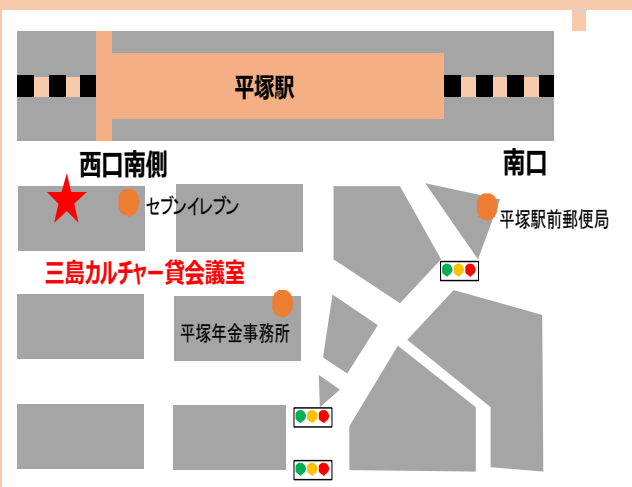 平塚駅
西口南側
南口
セブンイレブン
平塚駅前郵便局
三島カルチャー貸会議室
平塚年金事務所